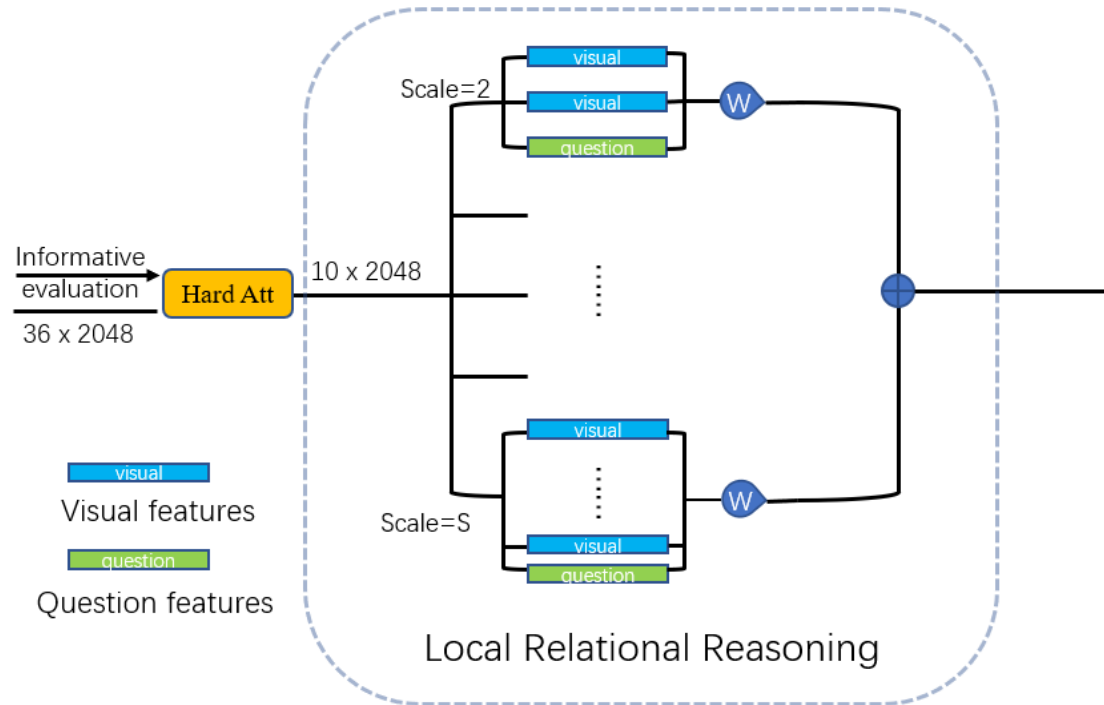 visual
Scale=2
visual
W
question
Informative
evaluation
Hard Att
10 x 2048
36 x 2048
visual
visual
Visual features
W
Scale=S
visual
question
question
Question features
Local Relational Reasoning